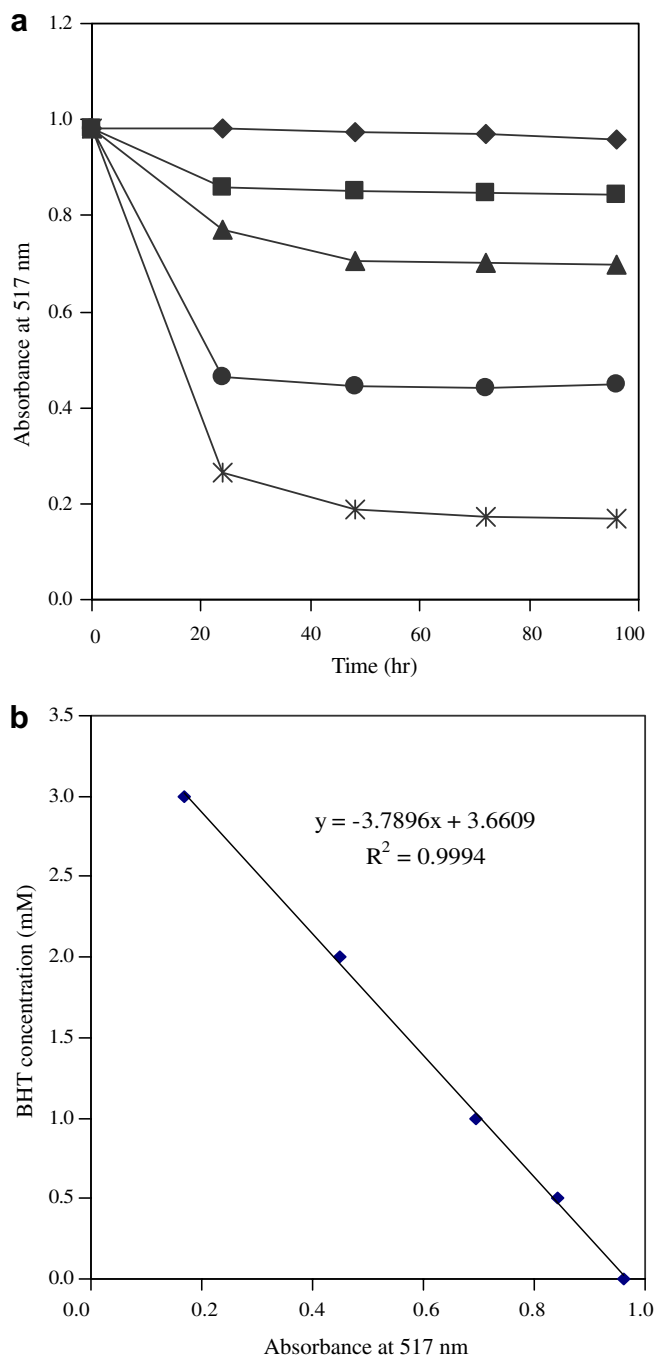 a
1.2
1.0
0.8
0.6
0.4
0.2
0.0
Absorbance at 517 nm
0 20 40 60 80 100
Time (hr)
b
3.5
3.0
2.5
2.0
1.5
1.0
0.5
0.0
BHT concentration (mM)
y = -3.7896x + 3.6609
R² = 0.9994
0.0 0.2 0.4 0.6 0.8 1.0
Absorbance at 517 nm